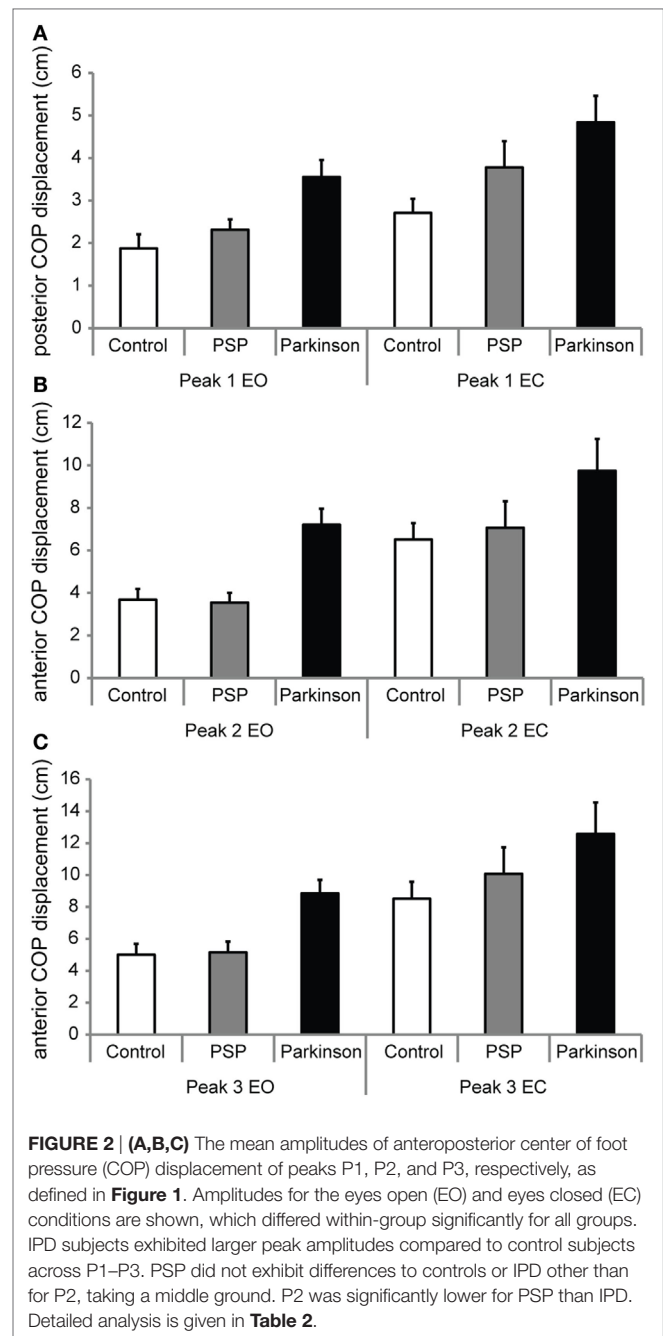 A
posterior COP displacement (cm)
6
5
4
3
2
1
0
Control PSP Parkinson Control PSP Parkinson
Peak 1 EO Peak 1 EC
B
anterior COP displacement (cm)
12
10
8
6
4
2
0
Control PSP Parkinson Control PSP Parkinson
Peak 2 EO Peak 2 EC
C
anterior COP displacement (cm)
16
14
12
10
8
6
4
2
0
Control PSP Parkinson Control PSP Parkinson
Peak 3 EO Peak 3 EC
FIGURE 2 | (A,B,C) The mean amplitudes of anteroposterior center of foot
pressure (COP) displacement of peaks P1, P2, and P3, respectively, as
defined in Figure 1. Amplitudes for the eyes open (EO) and eyes closed (EC)
conditions are shown, which differed within-group significantly for all groups.
IPD subjects exhibited larger peak amplitudes compared to control subjects
across P1–P3. PSP did not exhibit differences to controls or IPD other than
for P2, taking a middle ground. P2 was significantly lower for PSP than IPD.
Detailed analysis is given in Table 2.